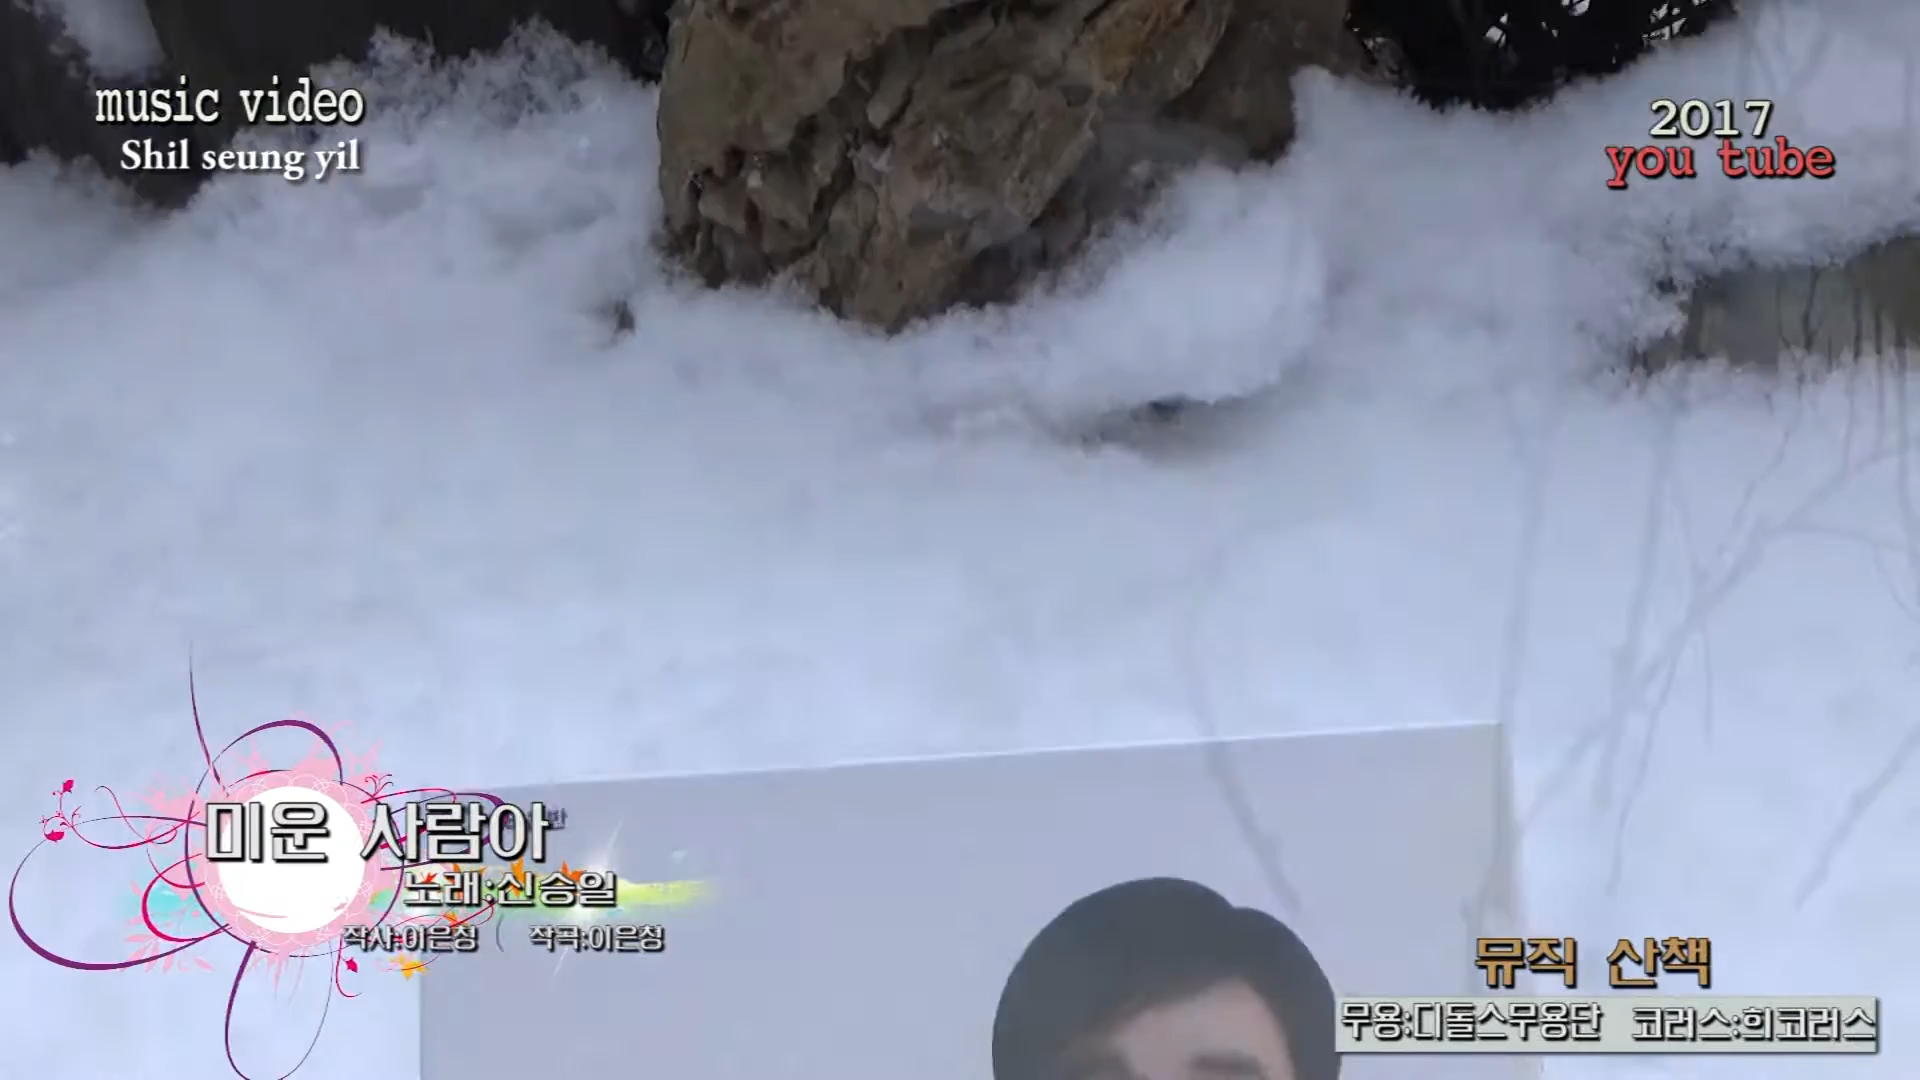 music video
Shil seung yil
2017
you tube
미운 사람아
노래:신승일
작사:이은청 작곡:이은청
뮤직 산책
무용:디돌스무용단 코러스:희코러스